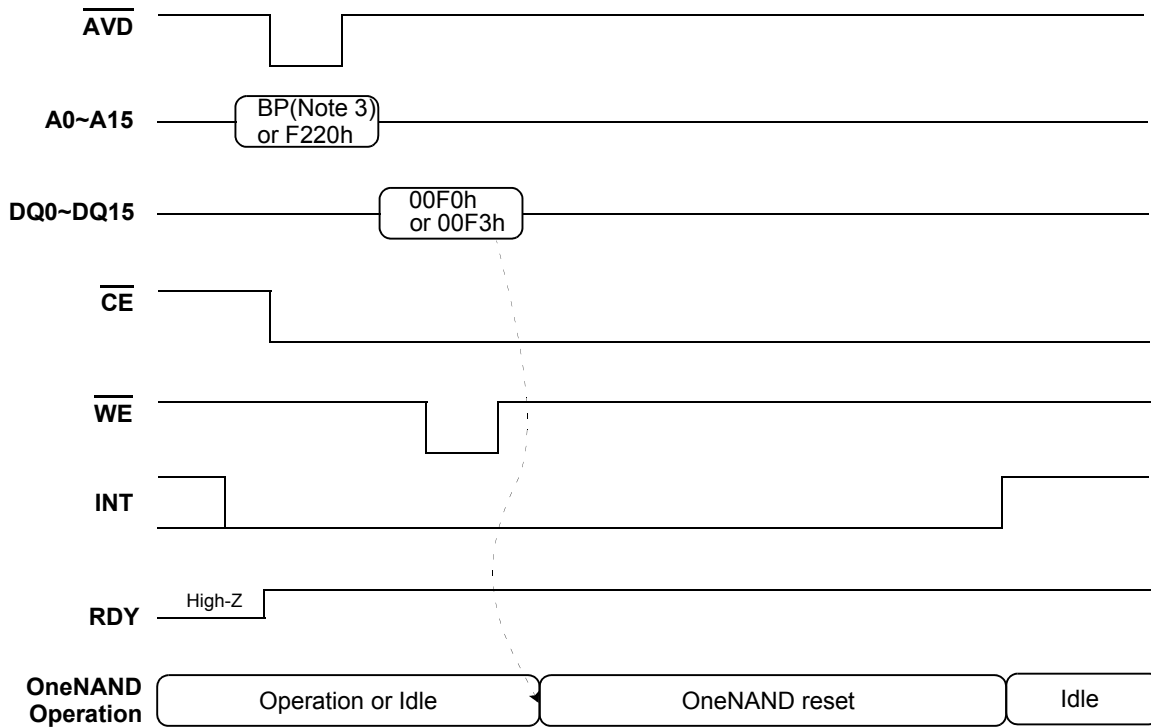 AVD
A0~A15
BP(Note 3)
or F220h
DQ0~DQ15
00F0h
or 00F3h
CE
WE
INT
High-Z
RDY
OneNAND
Operation
Operation or Idle
OneNAND reset
Idle